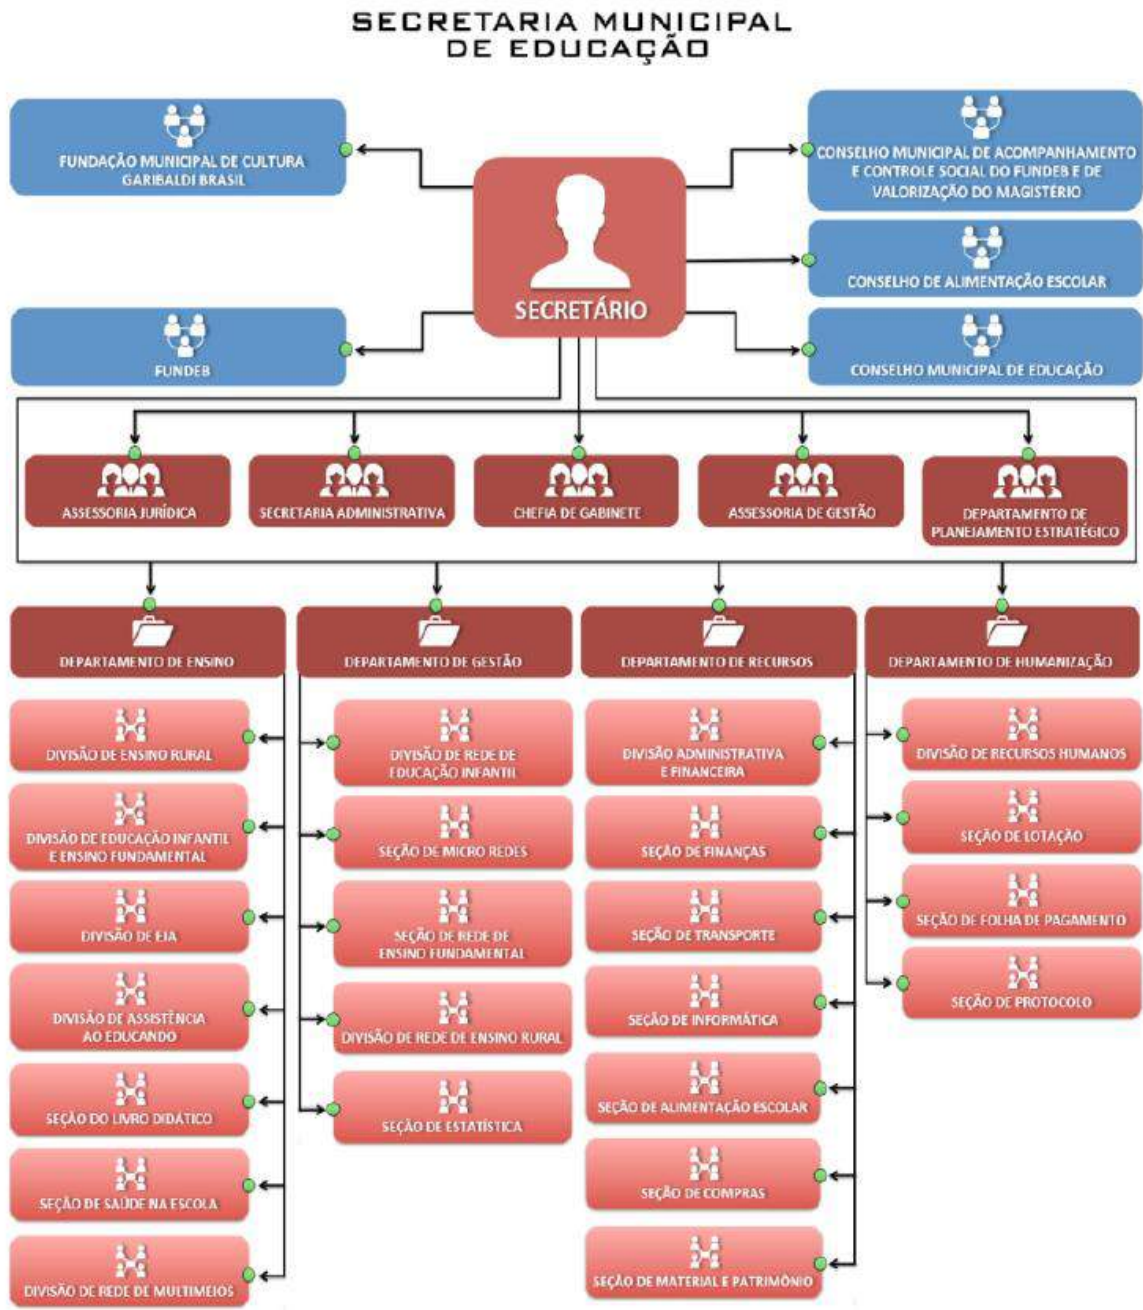 SECRETARIA MUNICIPAL
DE EDUCAÇÃO
FUNDAÇÃO MUNICIPAL DE CULTURA
GARIBALDI BRASIL
FUNDEB
SECRETÁRIO
CONSELHO MUNICIPAL DE ACOMPANHAMENTO
E CONTROLE SOCIAL DO FUNDEB E DE
VALORIZAÇÃO DO MAGISTÉRIO
CONSELHO DE ALIMENTAÇÃO ESCOLAR
CONSELHO MUNICIPAL DE EDUCAÇÃO
ASSESSORIA JURÍDICA
SECRETARIA ADMINISTRATIVA
CHEFIA DE GABINETE
ASSESSORIA DE GESTÃO
DEPARTAMENTO DE
PLANEJAMENTO ESTRATÉGICO
DEPARTAMENTO DE ENSINO
DIVISÃO DE ENSINO RURAL
DIVISÃO DE EDUCAÇÃO INFANTIL
E ENSINO FUNDAMENTAL
DIVISÃO DE EJA
DIVISÃO DE ASSISTÊNCIA
AO EDUCANDO
SEÇÃO DO LIVRO DIDÁTICO
SEÇÃO DE SAÚDE NA ESCOLA
DIVISÃO DE REDE DE MULTIMEIOS
DEPARTAMENTO DE GESTÃO
DIVISÃO DE REDE DE
EDUCAÇÃO INFANTIL
SEÇÃO DE MICRO REDES
SEÇÃO DE REDE DE
ENSINO FUNDAMENTAL
DIVISÃO DE REDE DE ENSINO RURAL
SEÇÃO DE ESTATÍSTICA
DEPARTAMENTO DE RECURSOS
DIVISÃO ADMINISTRATIVA
E FINANCEIRA
SEÇÃO DE FINANÇAS
SEÇÃO DE TRANSPORTE
SEÇÃO DE INFORMÁTICA
SEÇÃO DE ALIMENTAÇÃO ESCOLAR
SEÇÃO DE COMPRAS
SEÇÃO DE MATERIAL E PATRIMÔNIO
DEPARTAMENTO DE HUMANIZAÇÃO
DIVISÃO DE RECURSOS HUMANOS
SEÇÃO DE LOTAÇÃO
SEÇÃO DE FOLHA DE PAGAMENTO
SEÇÃO DE PROTOCOLO